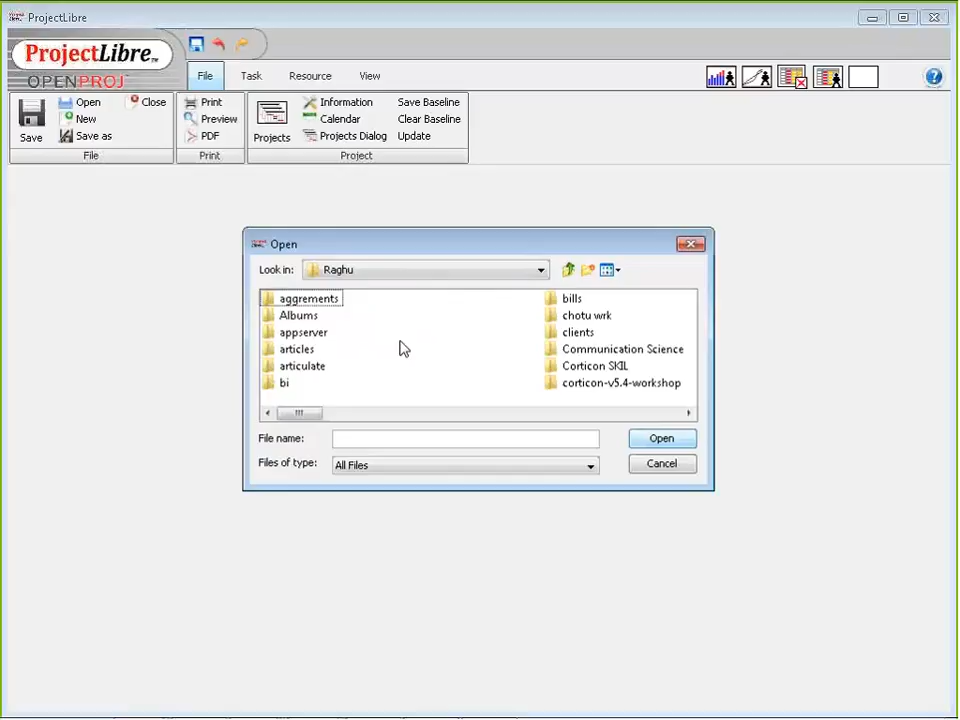 ProjectLibre
ProjectLibre™
OPENPROJ
File Task Resource View
Save
Open
New
Save as
Close
File
Print
Preview
PDF
Print
Projects
Information
Calendar
Projects Dialog
Save Baseline
Clear Baseline
Update
Project
Open
Look in: Raghu
aggrements
Albums
appserver
articles
articulate
bi
bills
chotu wrk
clients
Communication Science
Corticon SKIL
corticon-v5.4-workshop
File name:
Open
Files of type: All Files
Cancel